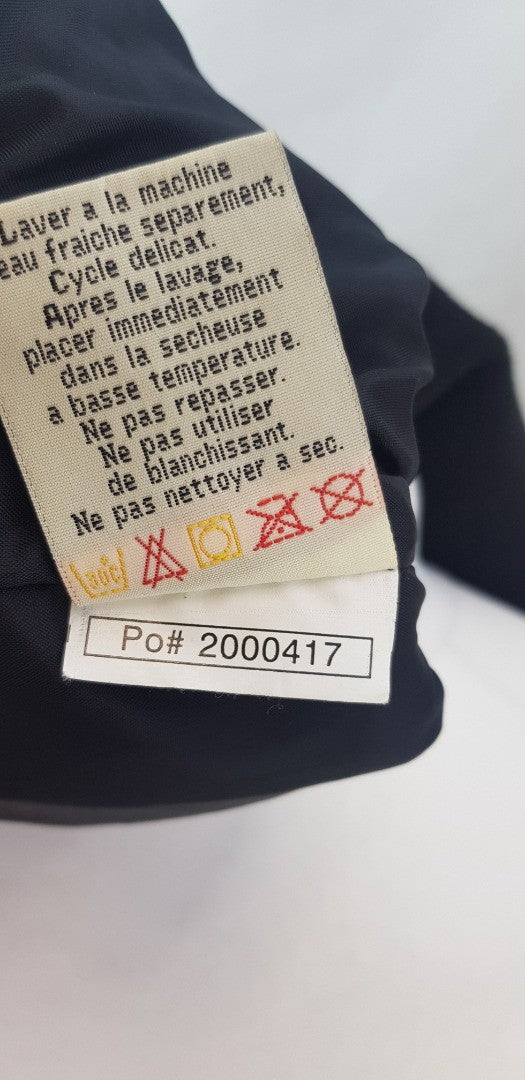 Laver a la machine
eau fraiche separement,
Cycle delicat.
Apres le lavage,
placer immediatement
dans la secheuse
a basse temperature.
Ne pas repasser.
Ne pas utiliser
de blanchissant.
Ne pas nettoyer a sec.
30C
Po# 2000417